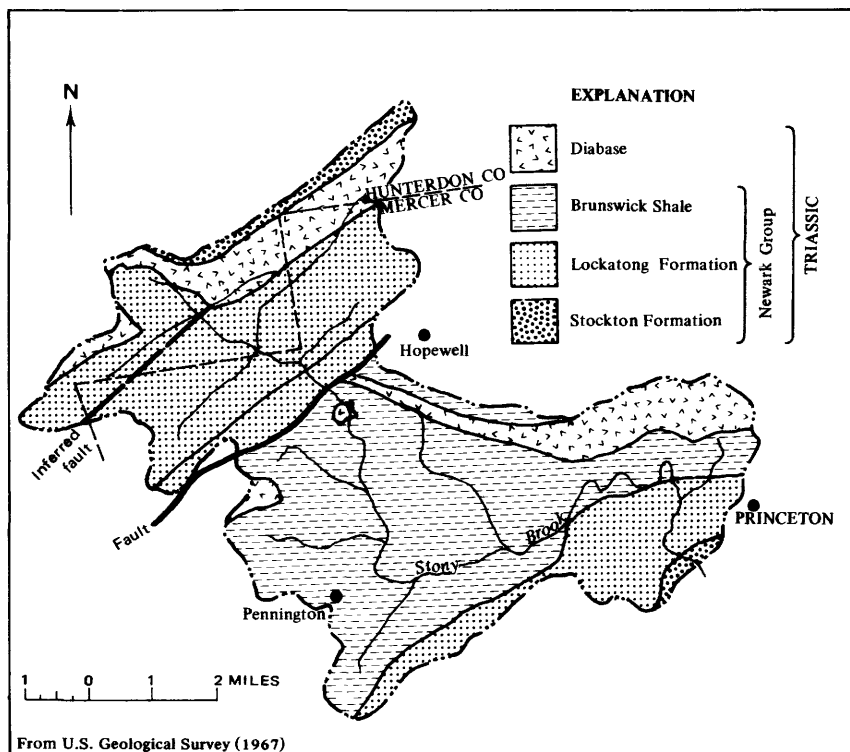 N
EXPLANATION
Diabase
Brunswick Shale
Lockatong Formation
Stockton Formation
Newark Group
TRIASSIC
HUNTERDON CO
MERCER CO
Hopewell
Inferred
fault
Fault
PRINCETON
Stony
Brook
Pennington
1 0 1 2 MILES
From U.S. Geological Survey (1967)